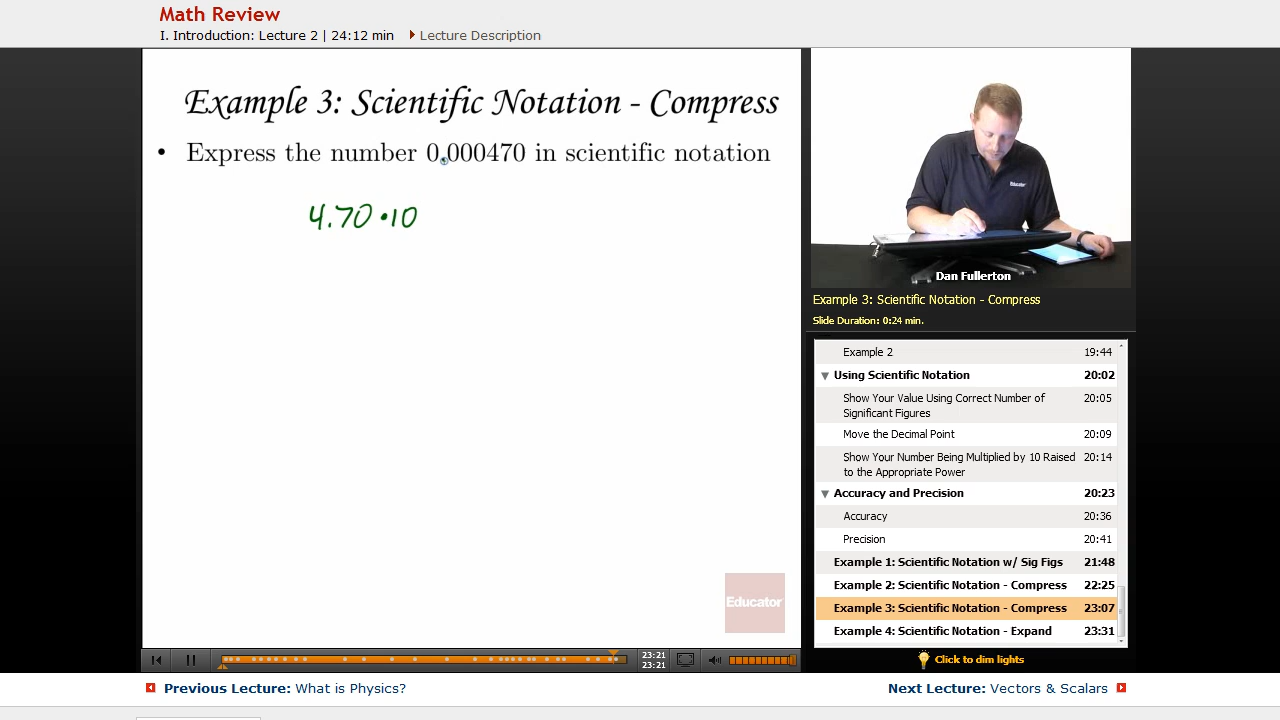 Math Review
I. Introduction: Lecture 2 | 24:12 min Lecture Description
Example 3: Scientific Notation - Compress
• Express the number 0.000470 in scientific notation
4.70 • 10
Educator
Educator
Dan Fullerton
Example 3: Scientific Notation - Compress
Slide Duration: 0:24 min.
Example 2 19:44
Using Scientific Notation 20:02
Show Your Value Using Correct Number of 20:05
Significant Figures
Move the Decimal Point 20:09
Show Your Number Being Multiplied by 10 Raised 20:14
to the Appropriate Power
Accuracy and Precision 20:23
Accuracy 20:36
Precision 20:41
Example 1: Scientific Notation w/ Sig Figs 21:48
Example 2: Scientific Notation - Compress 22:25
Example 3: Scientific Notation - Compress 23:07
Example 4: Scientific Notation - Expand 23:31
23:21
23:21
Click to dim lights
Previous Lecture: What is Physics?
Next Lecture: Vectors & Scalars